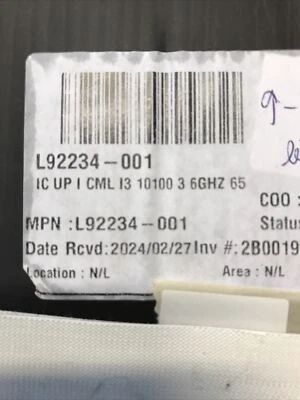 L92234-001
IC UP I CML I3 10100 3 6GHZ 65
COO :
MPN :L92234-001
Status:
Date Rcvd:2024/02/27 Inv #:2B0019
Location : N/L
Area : N/L